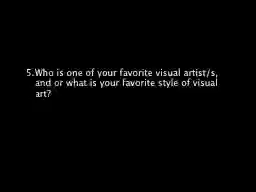 5.Who is one of your favorite visual artist/s,
and or what is your favorite style of visual
art?